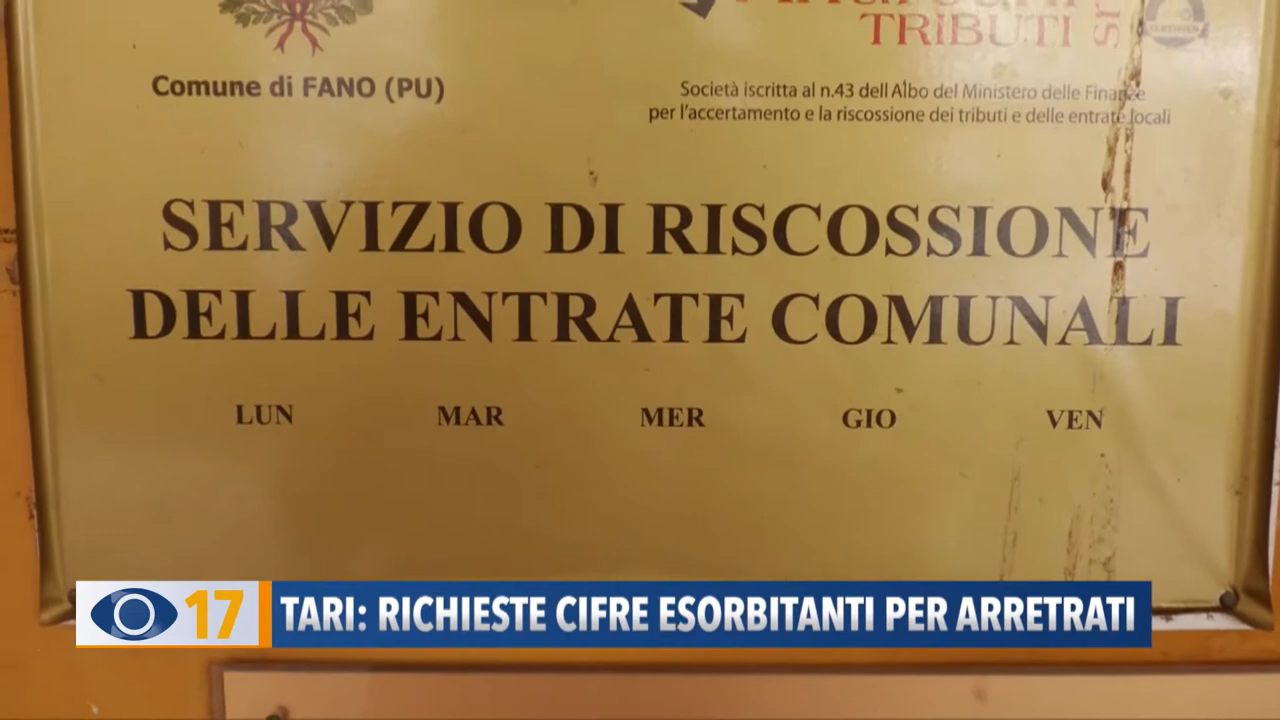 TRIBUTI
Comune di FANO (PU)
Società iscritta al n.43 dell'Albo del Ministero delle Finanze
per l'accertamento e la riscossione dei tributi e delle entrate locali
SERVIZIO DI RISCOSSIONE
DELLE ENTRATE COMUNALI
LUN MAR MER GIO VEN
17 TARI: RICHIESTE CIFRE ESORBITANTI PER ARRETRATI